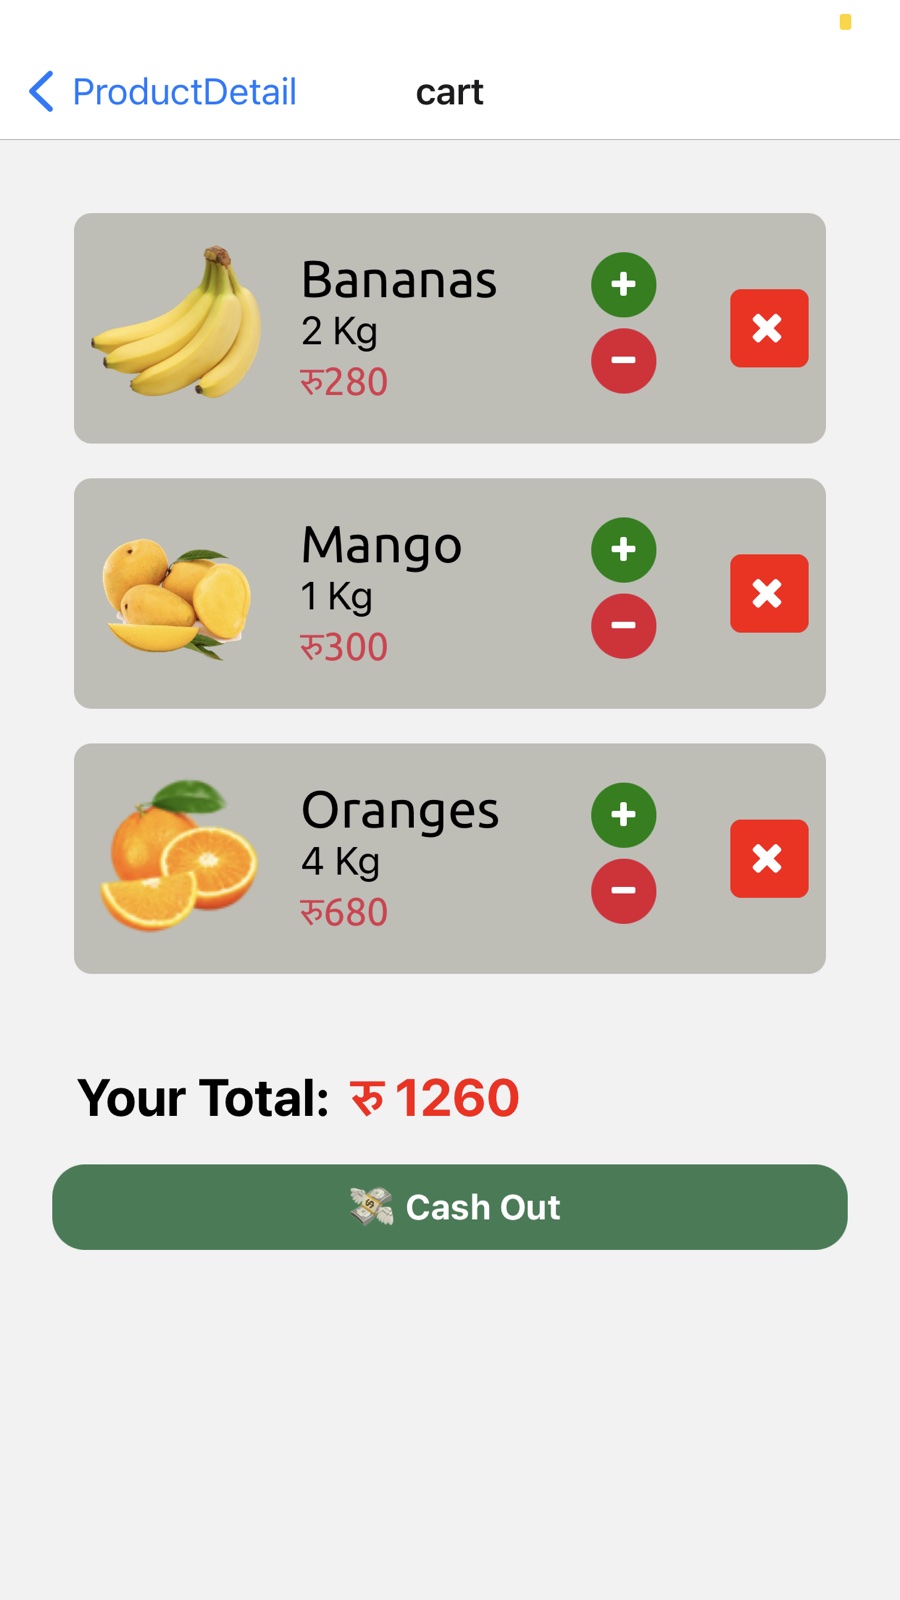 ProductDetail
cart
Bananas
2 Kg
रु280
Mango
1 Kg
रु300
Oranges
4 Kg
रु680
Your Total: रु 1260
💸 Cash Out